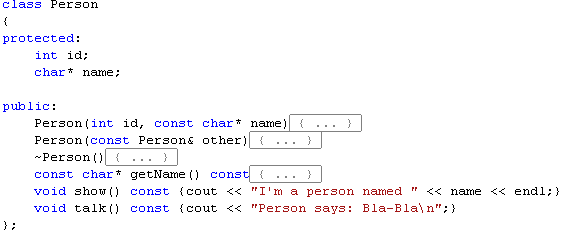 class Person
{
protected:
    int id;
    char* name;

public:
    Person(int id, const char* name){ ... }
    Person(const Person& other){ ... }
    ~Person(){ ... }
    const char* getName() const{ ... }
    void show() const {cout << "I'm a person named " << name << endl;}
    void talk() const {cout << "Person says: Bla-Bla\n";}
};